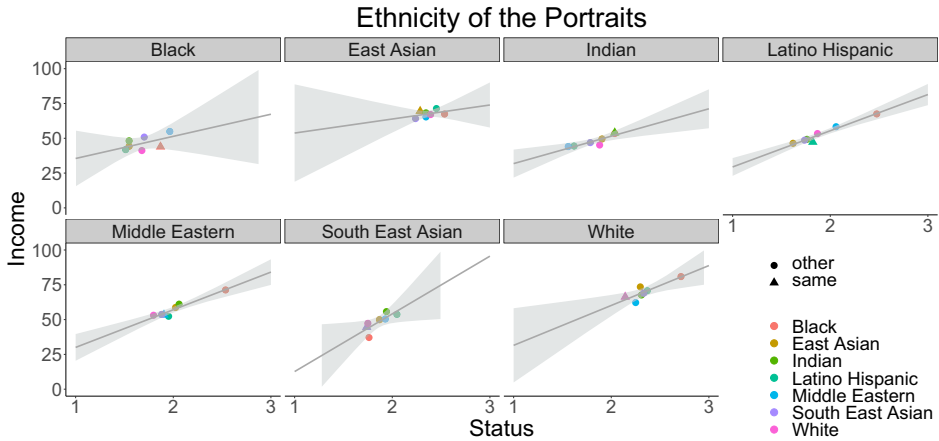 Ethnicity of the Portraits
Black
East Asian
Indian
Latino Hispanic
100
75
50
25
0
1
2
3
Income
Middle Eastern
South East Asian
White
100
75
50
25
0
1
2
3
1
2
3
1
2
3
Status
other
same
Black
East Asian
Indian
Latino Hispanic
Middle Eastern
South East Asian
White